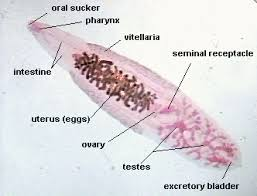 oral sucker
pharynx
vitellaria
seminal receptacle
intestine
uterus (eggs)
ovary
testes
excretory bladder